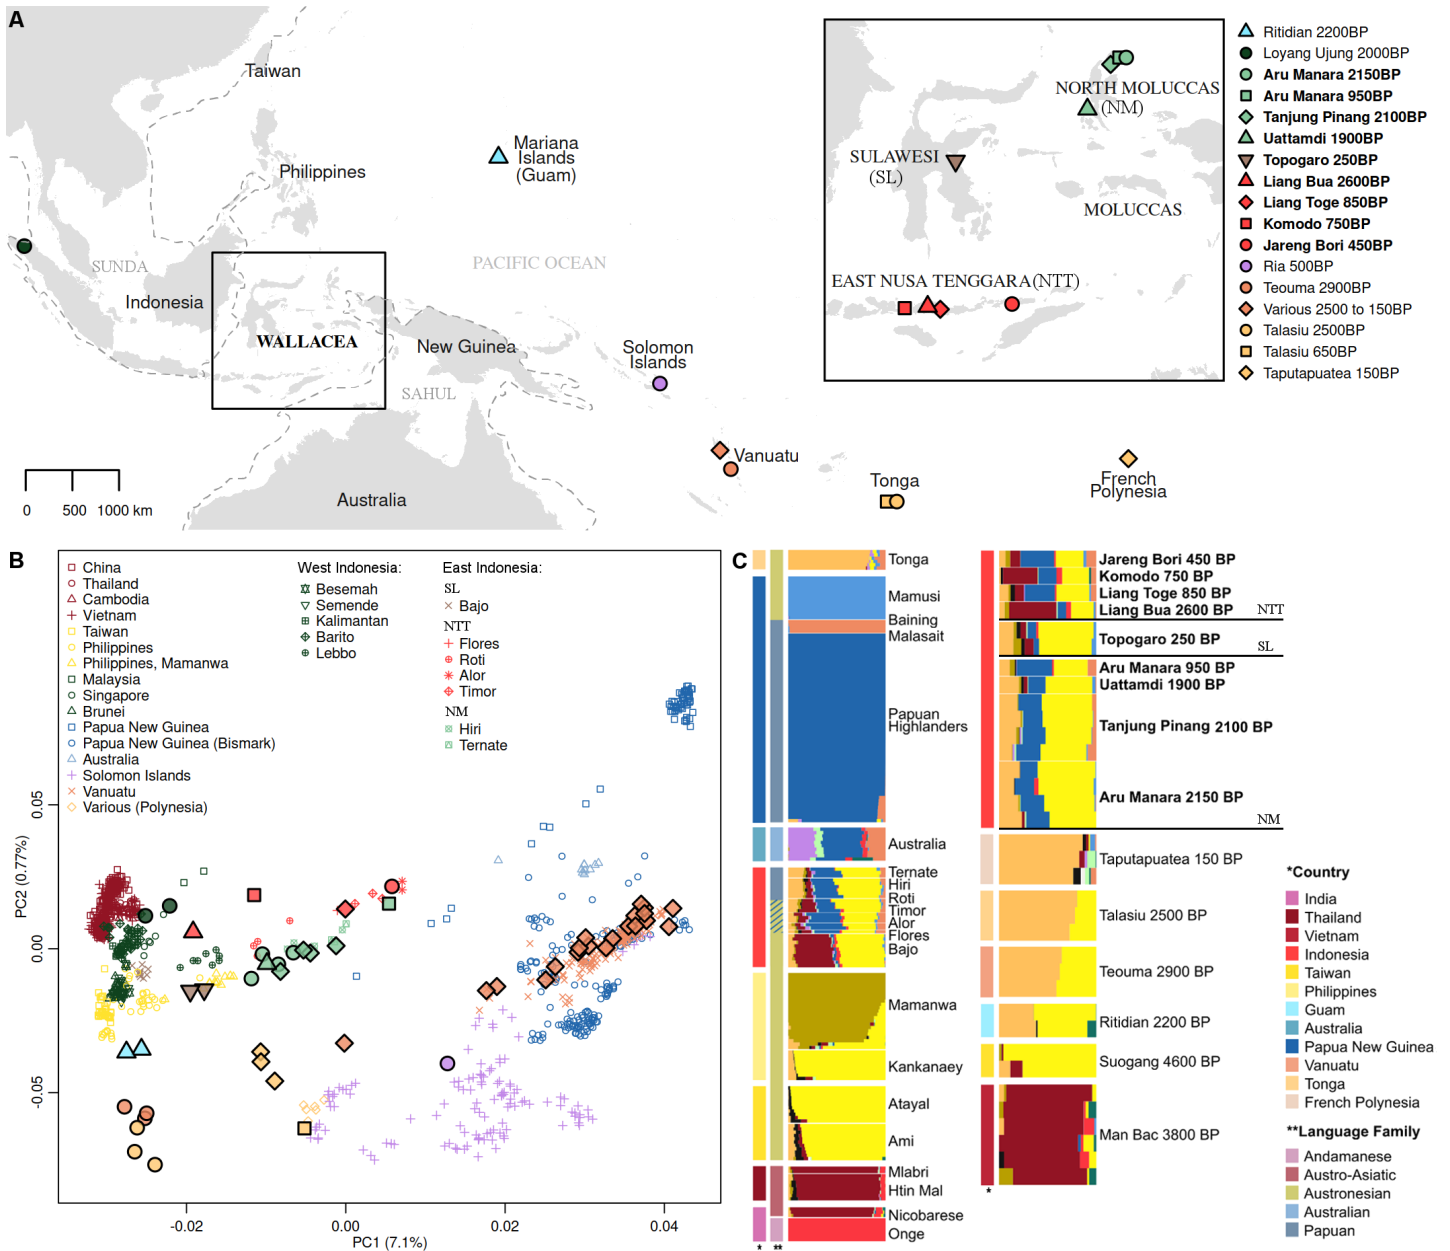 A
Taiwan
Philippines
Mariana
Islands
(Guam)
SUNDA
PACIFIC OCEAN
Indonesia
WALLACEA
New Guinea
SAHUL
Solomon
Islands
Vanuatu
Tonga
French
Polynesia
Australia
0 500 1000 km
NORTH MOLUCCAS
(NM)
SULAWESI
(SL)
MOLUCCAS
EAST NUSA TENGGARA(NTT)
Ritidian 2200BP
Loyang Ujung 2000BP
Aru Manara 2150BP
Aru Manara 950BP
Tanjung Pinang 2100BP
Uattamdi 1900BP
Topogaro 250BP
Liang Bua 2600BP
Liang Toge 850BP
Komodo 750BP
Jareng Bori 450BP
Ria 500BP
Teouma 2900BP
Various 2500 to 150BP
Talasiu 2500BP
Talasiu 650BP
Taputapuatea 150BP
B
China
Thailand
Cambodia
Vietnam
Taiwan
Philippines
Philippines, Mamanwa
Malaysia
Singapore
Brunei
Papua New Guinea
Papua New Guinea (Bismark)
Australia
Solomon Islands
Vanuatu
Various (Polynesia)
West Indonesia:
Besemah
Semende
Kalimantan
Barito
Lebbo
East Indonesia:
SL
Bajo
NTT
Flores
Roti
Alor
Timor
NM
Hiri
Ternate
PC2 (0.77%)
0.05
0.00
-0.05
-0.02 0.00 0.02 0.04
PC1 (7.1%)
C
Tonga
Mamusi
Baining
Malasait
Papuan
Highlanders
Australia
Ternate
Hiri
Roti
Timor
Alor
Flores
Bajo
Mamanwa
Kankanaey
Atayal
Ami
Mlabri
Htin Mal
Nicobarese
Onge
* **
Jareng Bori 450 BP
Komodo 750 BP
Liang Toge 850 BP
Liang Bua 2600 BP NTT
Topogaro 250 BP
SL
Aru Manara 950 BP
Uattamdi 1900 BP
Tanjung Pinang 2100 BP
Aru Manara 2150 BP
NM
Taputapuatea 150 BP
Talasiu 2500 BP
Teouma 2900 BP
Ritidian 2200 BP
Suogang 4600 BP
Man Bac 3800 BP
*
*Country
India
Thailand
Vietnam
Indonesia
Taiwan
Philippines
Guam
Australia
Papua New Guinea
Vanuatu
Tonga
French Polynesia
**Language Family
Andamanese
Austro-Asiatic
Austronesian
Australian
Papuan